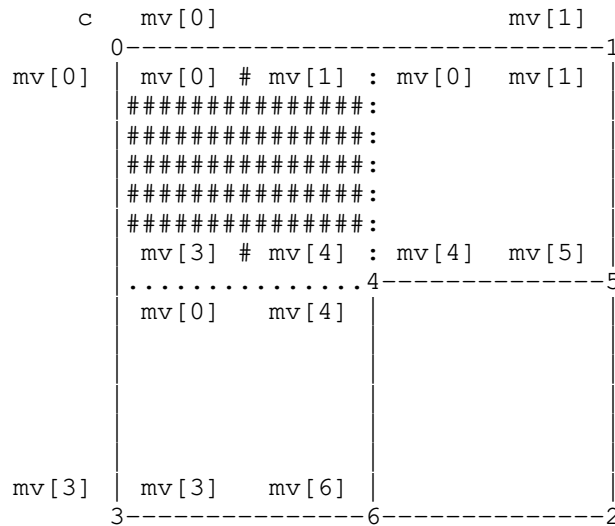 c   mv[0]                  mv[1]
      0-------------------------------1
mv[0] | mv[0] # mv[1] : mv[0]  mv[1] |
      |###############:              |
      |###############:              |
      |###############:              |
      |###############:              |
      |###############:              |
      | mv[3] # mv[4] : mv[4]  mv[5] |
      |...............4---------------5
      | mv[0]   mv[4] |              |
      |               |              |
      |               |              |
      |               |              |
      |               |              |
mv[3] | mv[3]   mv[6] |              |
      3---------------6---------------2